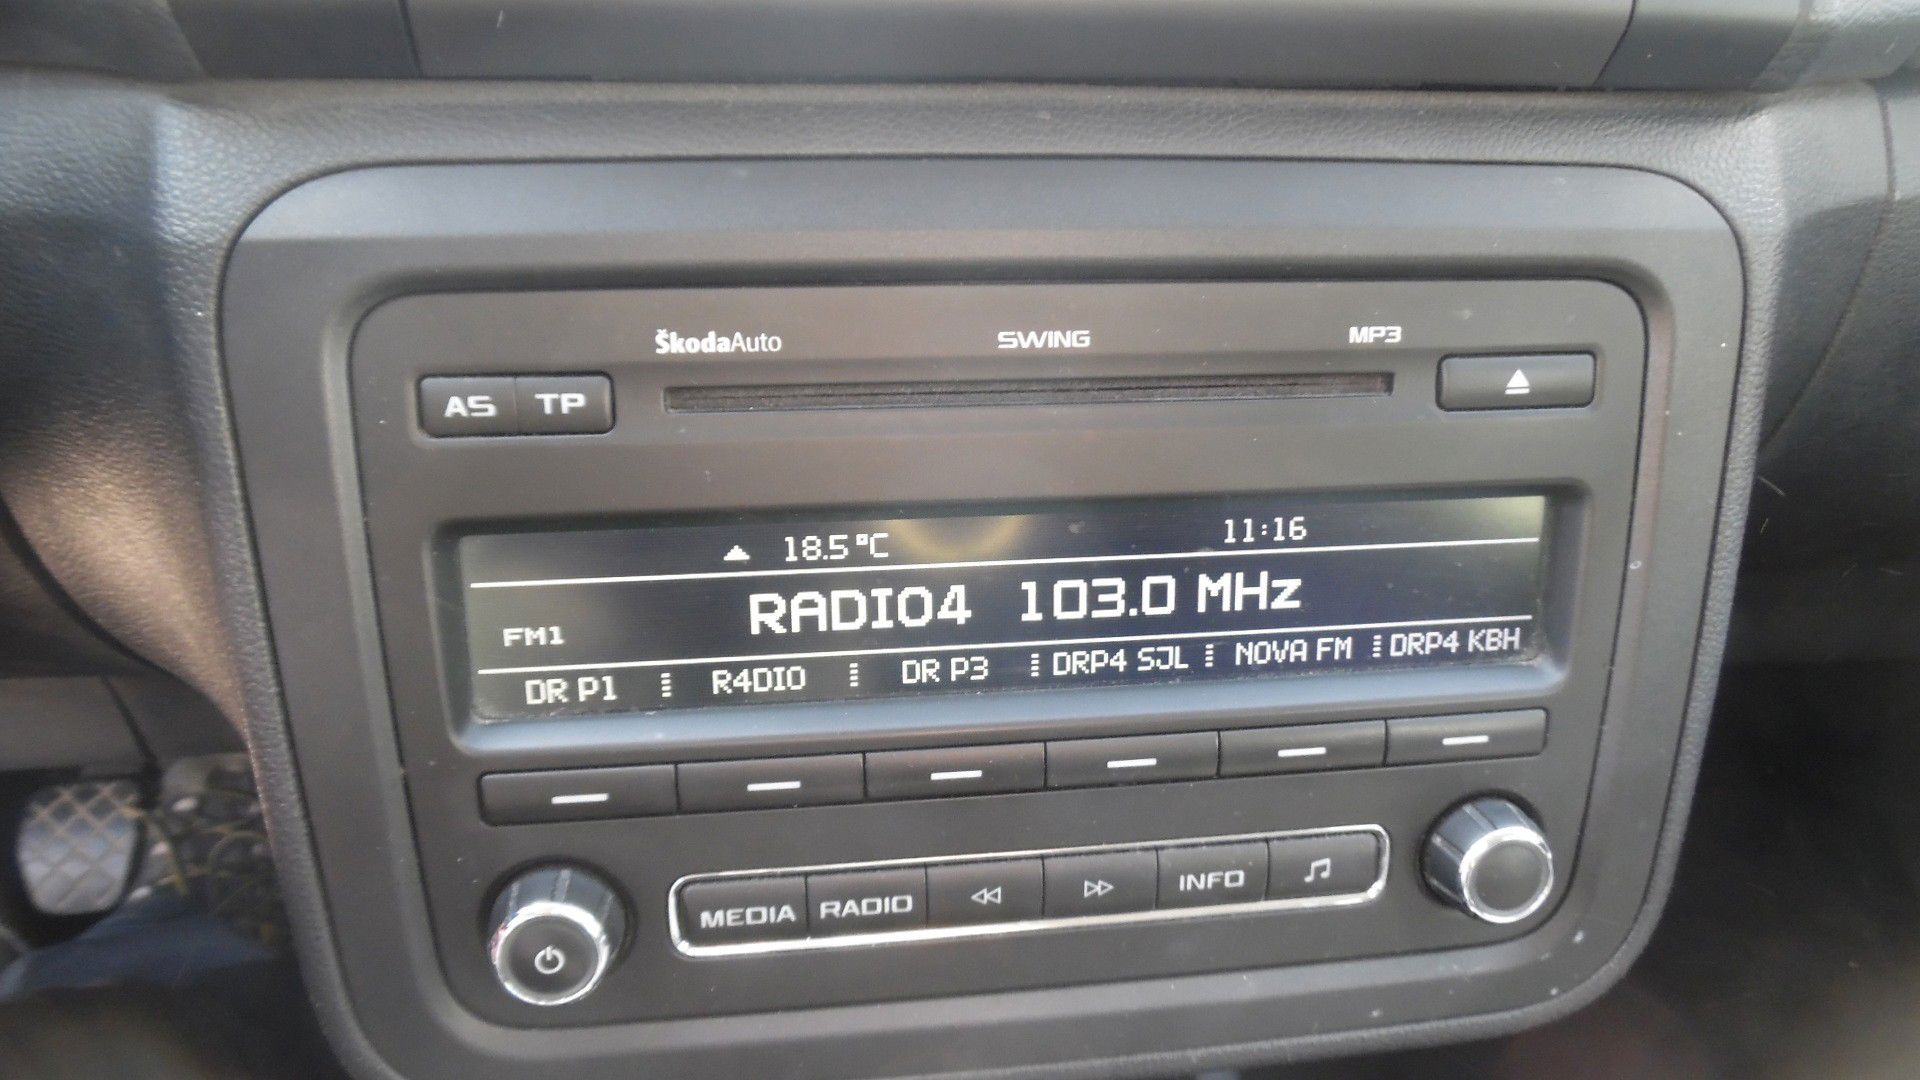 ŠkodaAuto SWING MP3
AS TP
18.5°C 11:16
RADIO4 103.0 MHz
FM1
DR P1 R4DIO DR P3 DRP4 SJL NOVA FM DRP4 KBH
MEDIA RADIO INFO